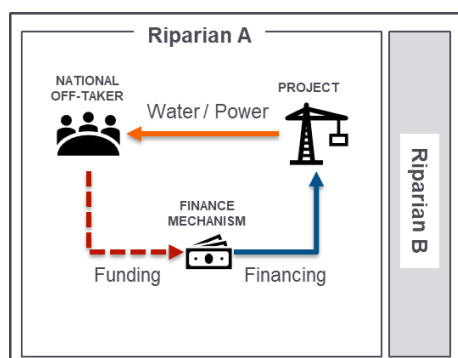 Riparian A
NATIONAL
OFF-TAKER
PROJECT
Water / Power
FINANCE
MECHANISM
Funding
Financing
Riparian B